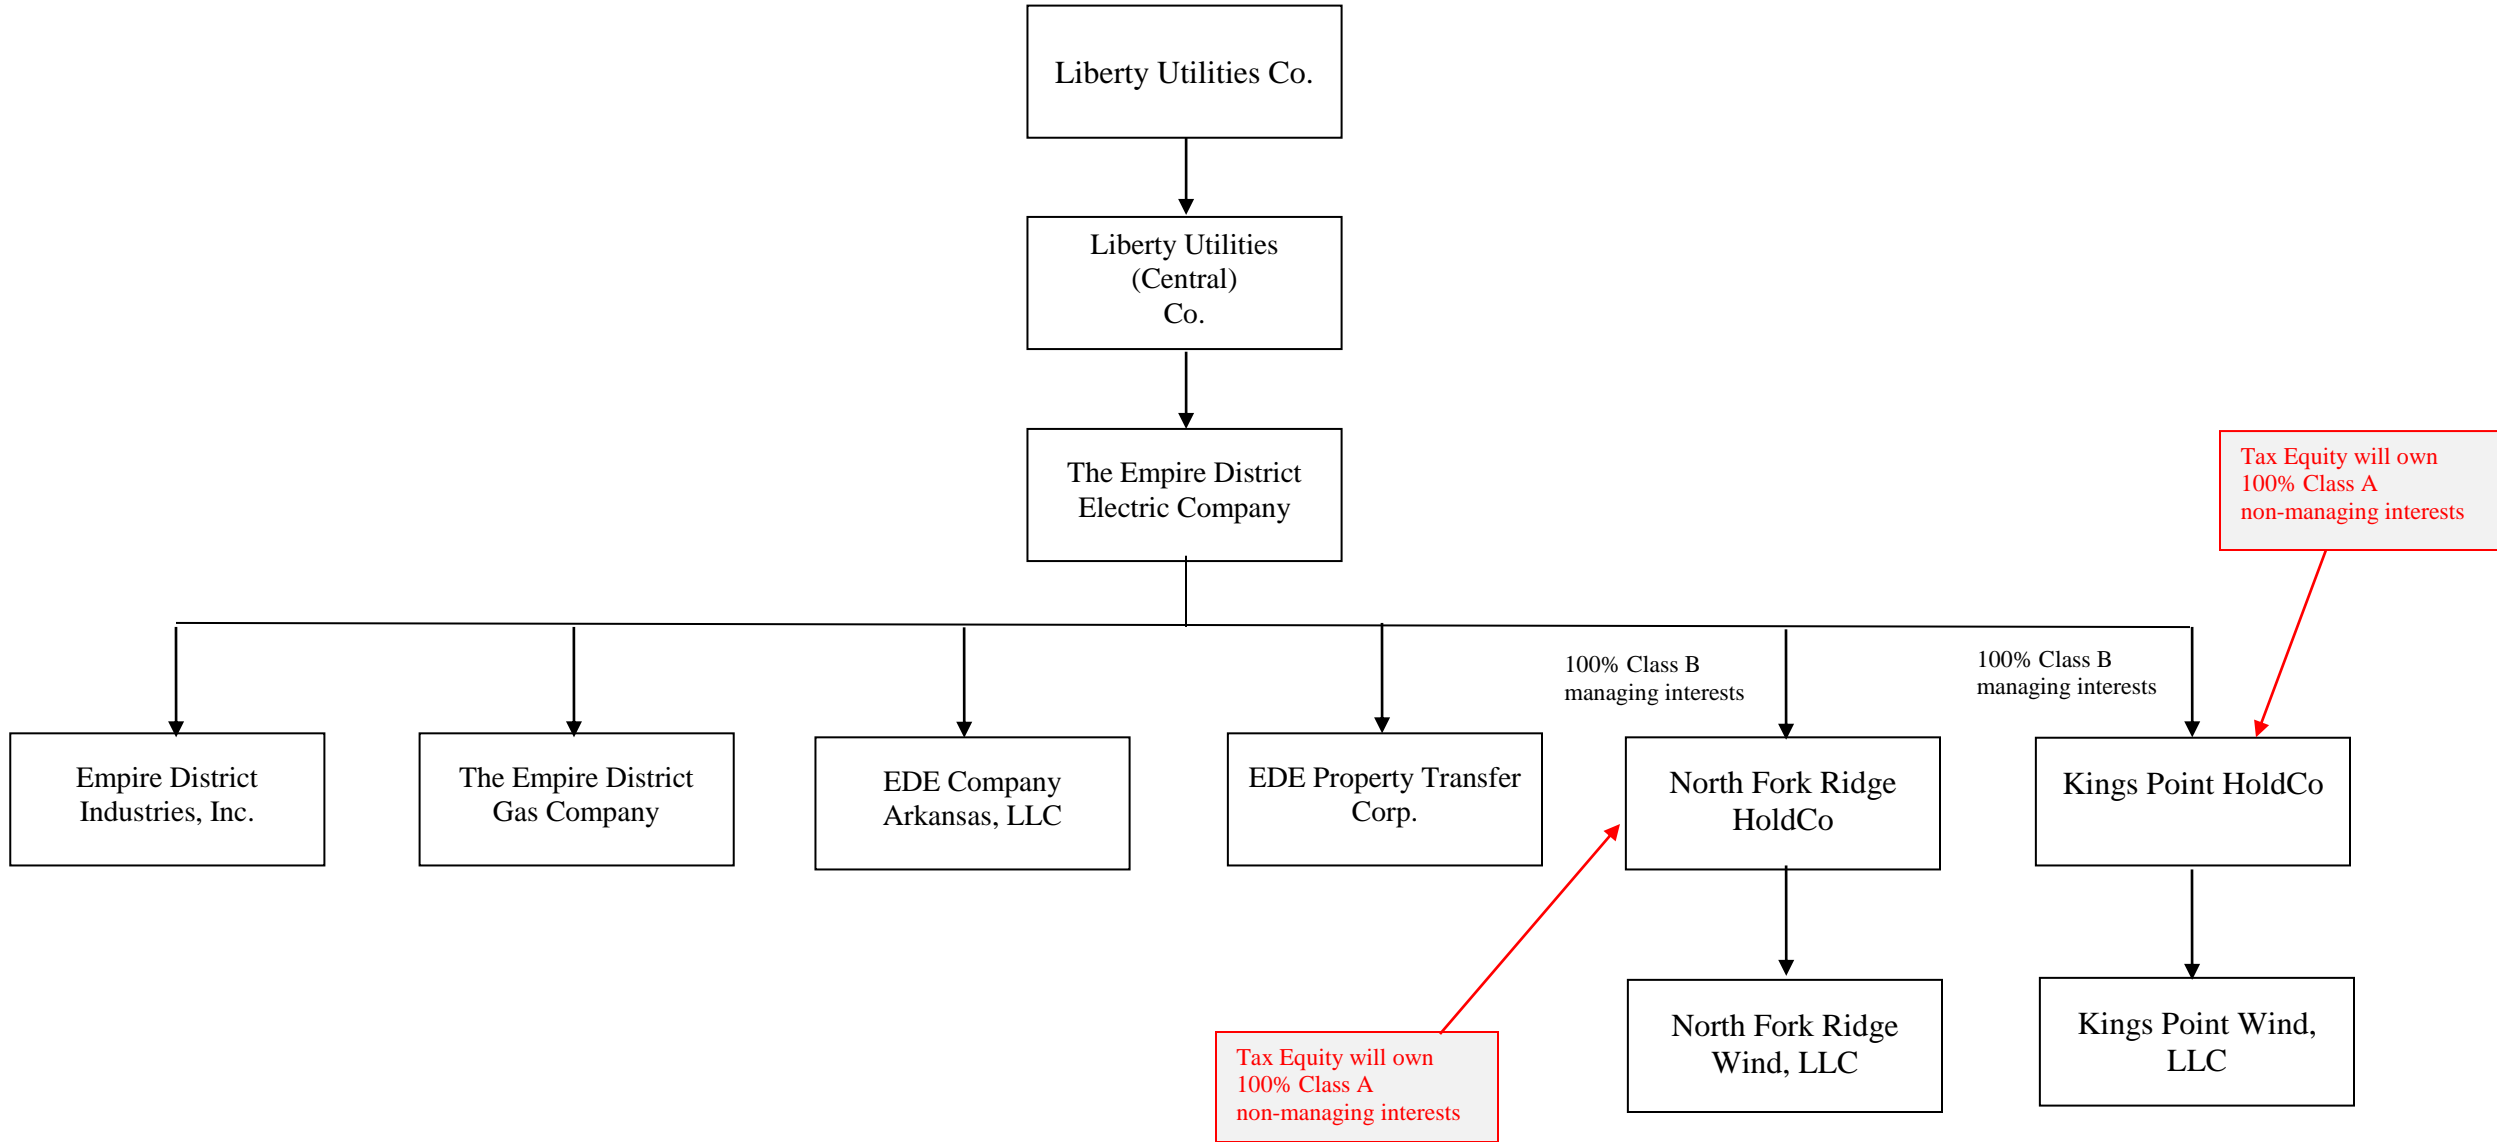 Liberty Utilities Co.
Liberty Utilities
(Central)
Co.
The Empire District
Electric Company
Tax Equity will own
100% Class A
non-managing interests
100% Class B
managing interests
100% Class B
managing interests
Empire District
Industries, Inc.
The Empire District
Gas Company
EDE Company
Arkansas, LLC
EDE Property Transfer
Corp.
North Fork Ridge
HoldCo
Kings Point HoldCo
North Fork Ridge
Wind, LLC
Kings Point Wind,
LLC
Tax Equity will own
100% Class A
non-managing interests